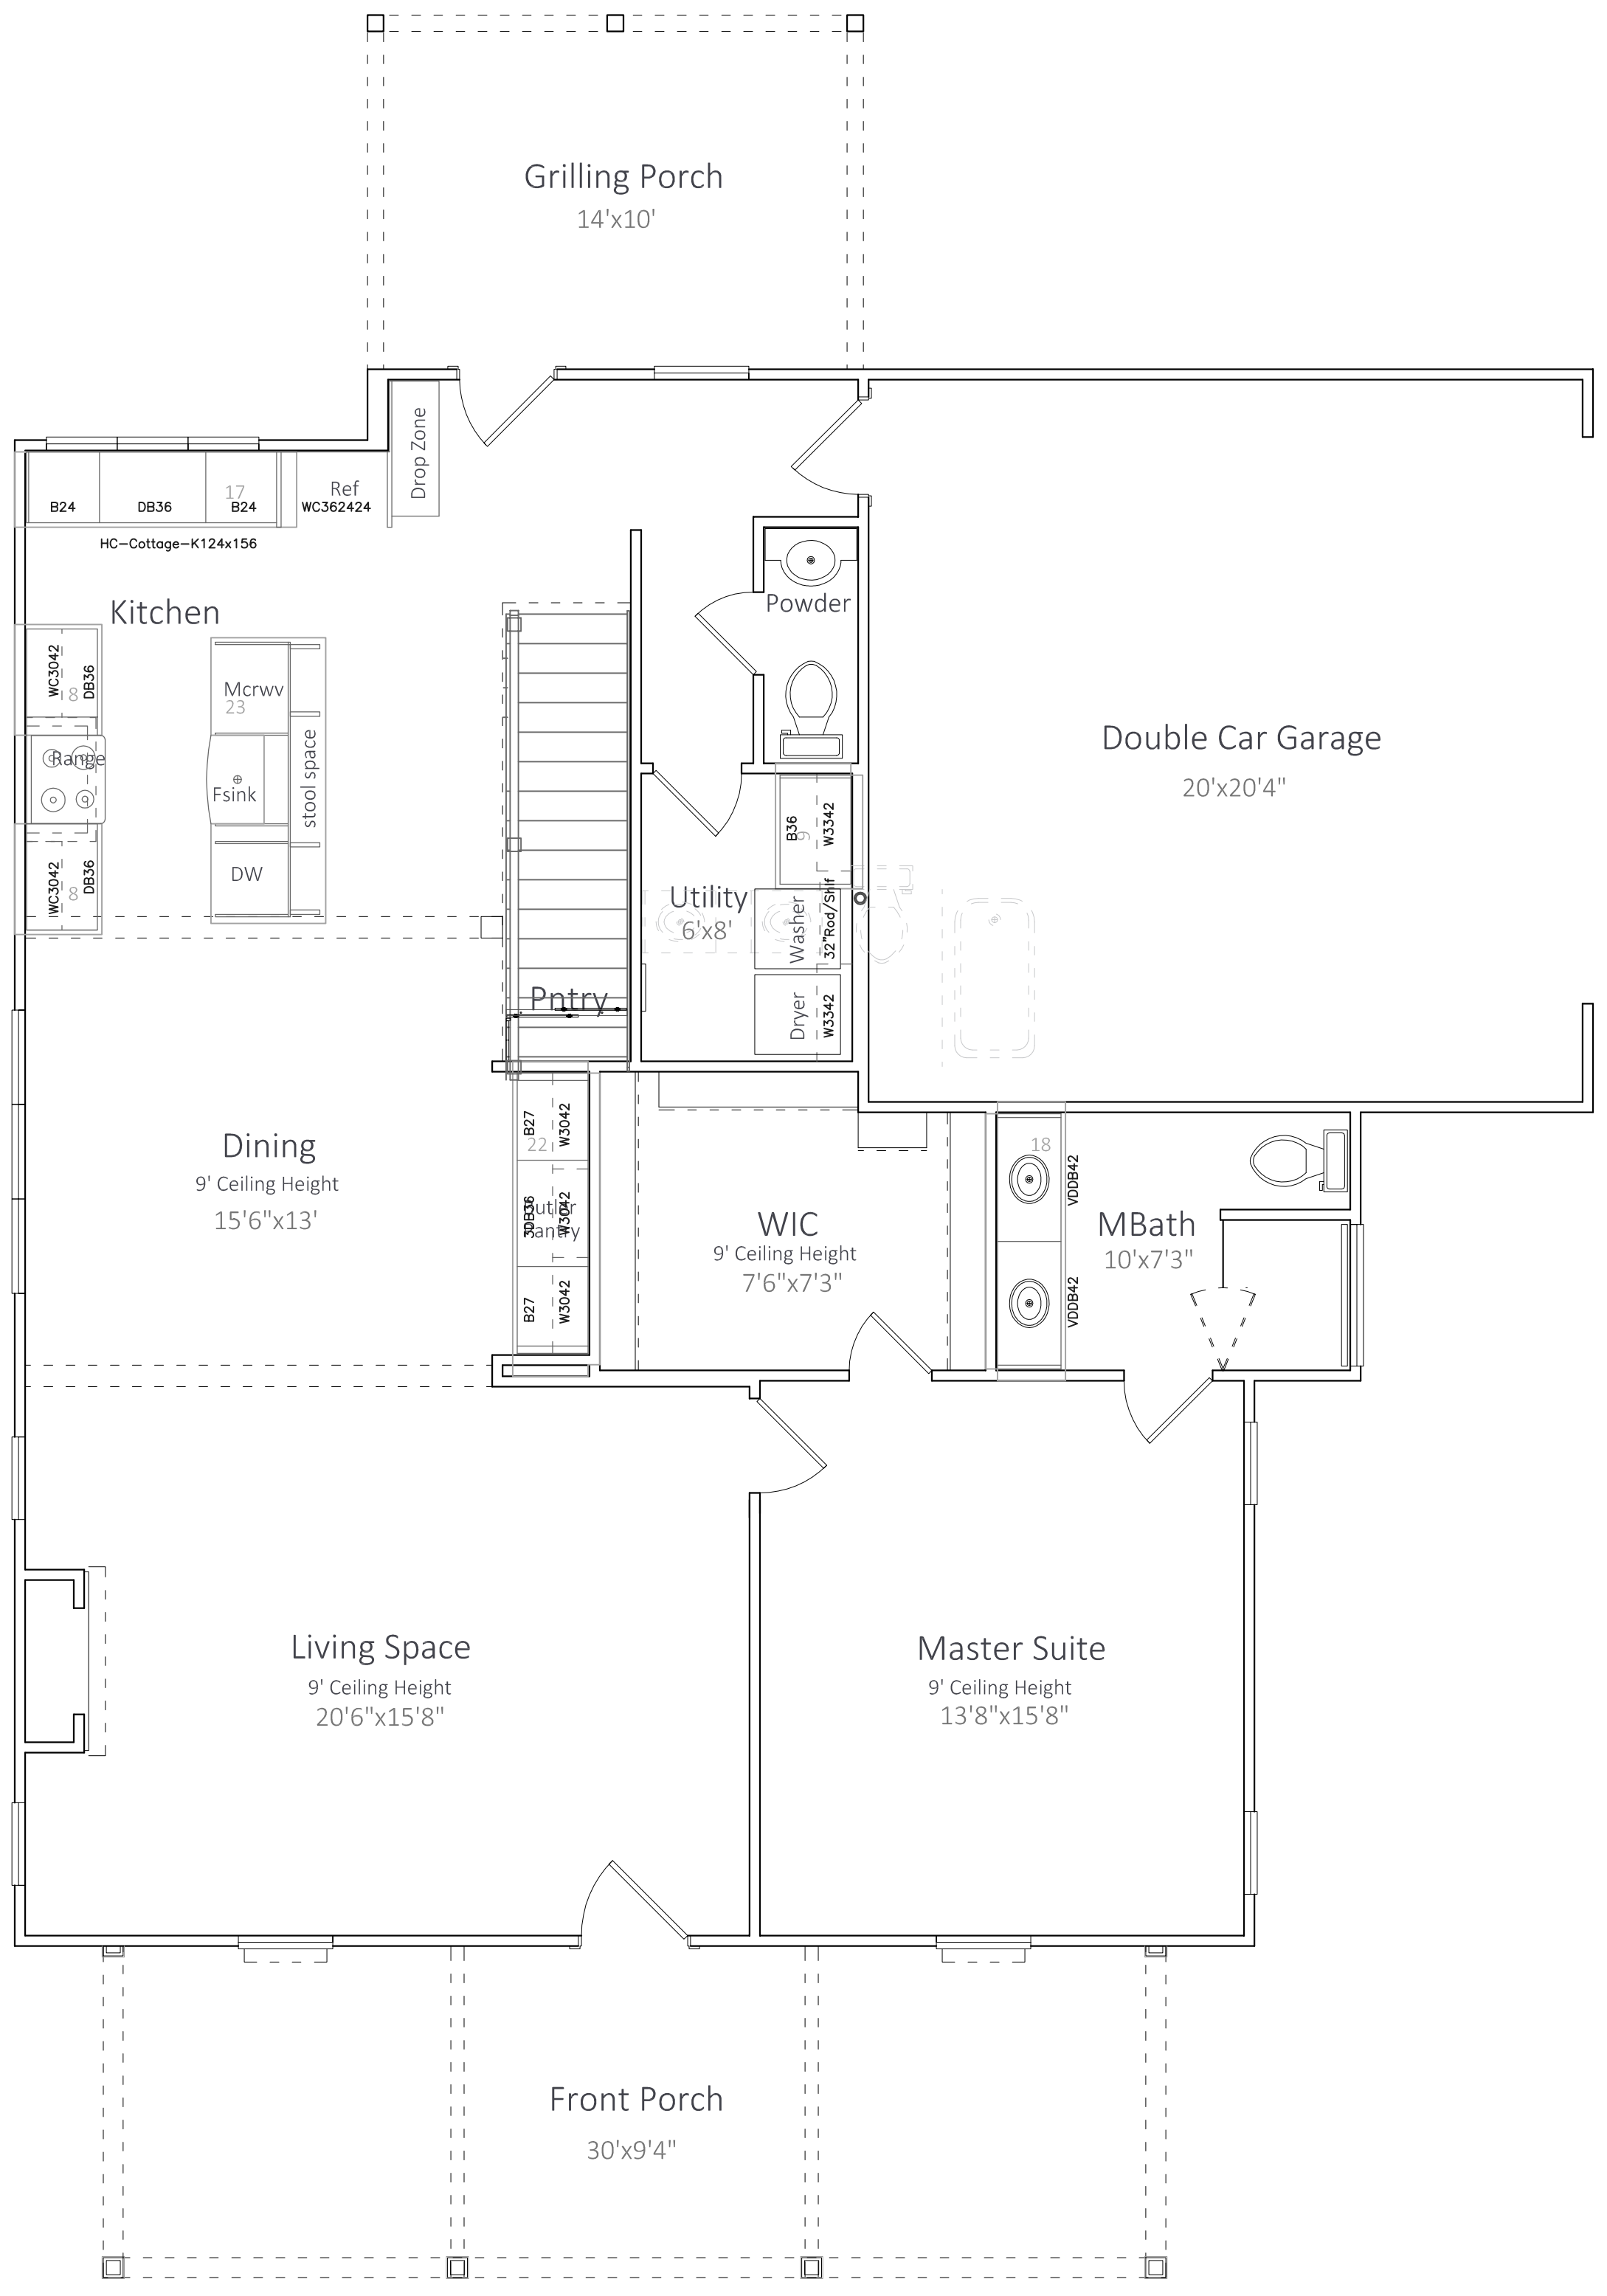 Grilling Porch
14'x10'
Drop Zone
Ref
17
B24
DB36
B24
WC362424
HC-Cottage-K124x156
Kitchen
Powder
WC3042
8
DB36
Mcrwv
23
Range
stool space
Fsink
DW
WC3042
8
DB36
Double Car Garage
20'x20'4"
B36
9
W3342
Utility
6'x8'
Washer
32"Rod/Shlf
Pntry
Dryer
W3342
B27
W3042
22
Dining
9' Ceiling Height
15'6"x13'
3DB36
W3042
B27
W3042
WIC
9' Ceiling Height
7'6"x7'3"
18
VDDB42
MBath
10'x7'3"
VDDB42
Living Space
9' Ceiling Height
20'6"x15'8"
Master Suite
9' Ceiling Height
13'8"x15'8"
Front Porch
30'x9'4"